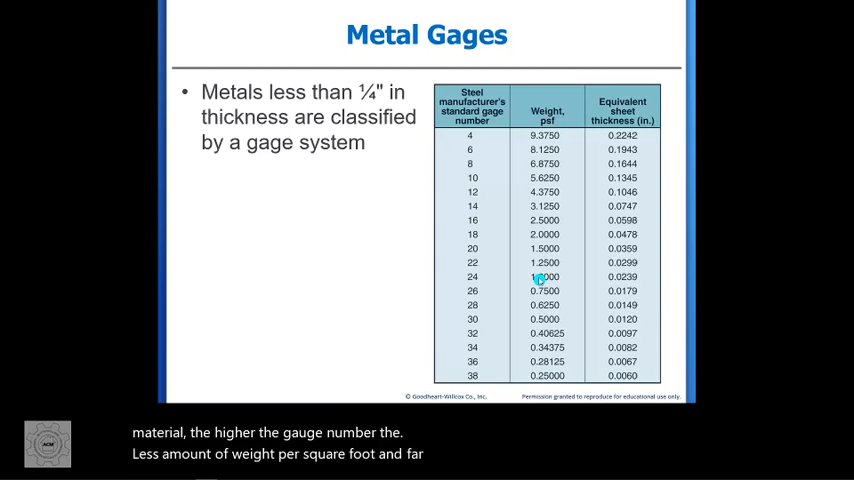 Metal Gages
• Metals less than ¼" in
thickness are classified
by a gage system
Steel
manufacturer's
standard gage
number
Weight,
psf
Equivalent
sheet
thickness (in.)
4 9.3750 0.2242
6 8.1250 0.1943
8 6.8750 0.1644
10 5.6250 0.1345
12 4.3750 0.1046
14 3.1250 0.0747
16 2.5000 0.0598
18 2.0000 0.0478
20 1.5000 0.0359
22 1.2500 0.0299
24 0.0239
26 0.7500 0.0179
28 0.6250 0.0149
30 0.5000 0.0120
32 0.40625 0.0097
34 0.34375 0.0082
36 0.28125 0.0067
38 0.25000 0.0060
© Goodheart-Willcox Co., Inc. Permission granted to reproduce for educational use only.
ACM
material, the higher the gauge number the.
Less amount of weight per square foot and far